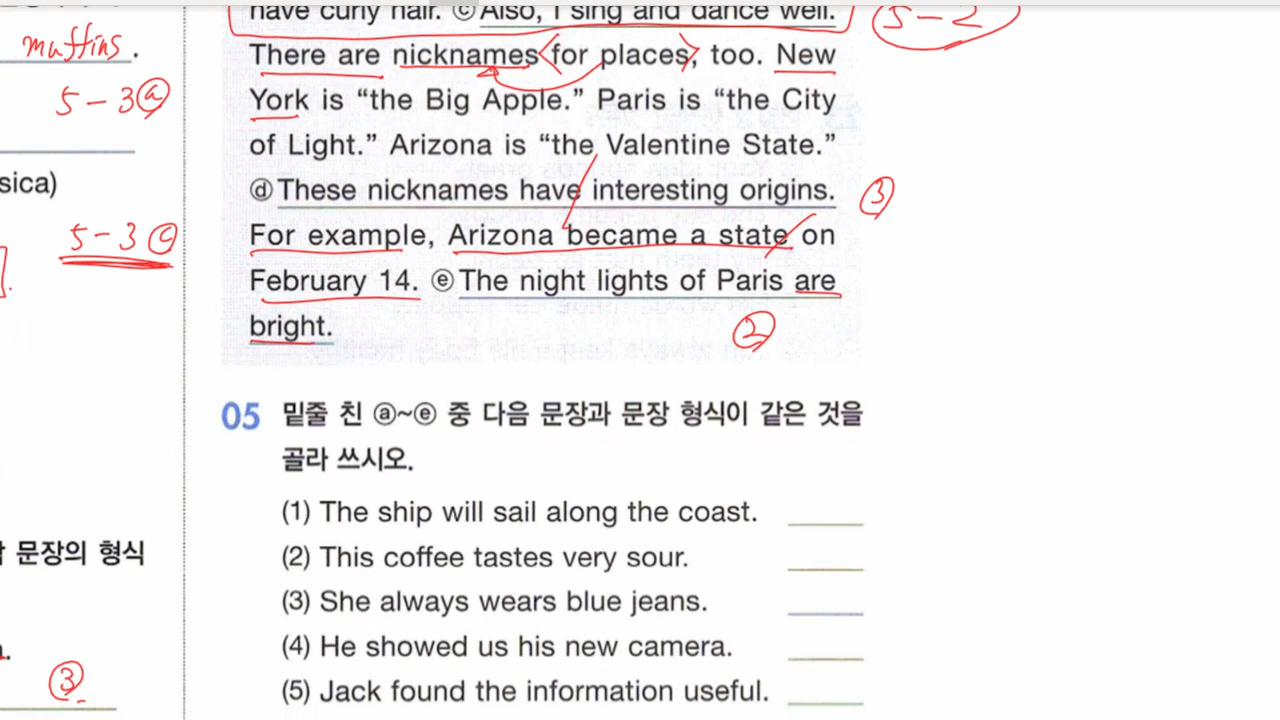 have curly hair. ⓒAlso, I sing and dance well.
5-2
There are nicknames for places, too. New
York is “the Big Apple.” Paris is “the City
of Light.” Arizona is “the Valentine State.”
ⓓThese nicknames have interesting origins.
③
For example, Arizona became a state on
February 14. ⓔThe night lights of Paris are
bright.
②
muffins.
5-3ⓐ
sica)
5-3ⓒ
].
문장의 형식
③
05 밑줄 친 ⓐ~ⓔ 중 다음 문장과 문장 형식이 같은 것을
골라 쓰시오.
(1) The ship will sail along the coast.
(2) This coffee tastes very sour.
(3) She always wears blue jeans.
(4) He showed us his new camera.
(5) Jack found the information useful.